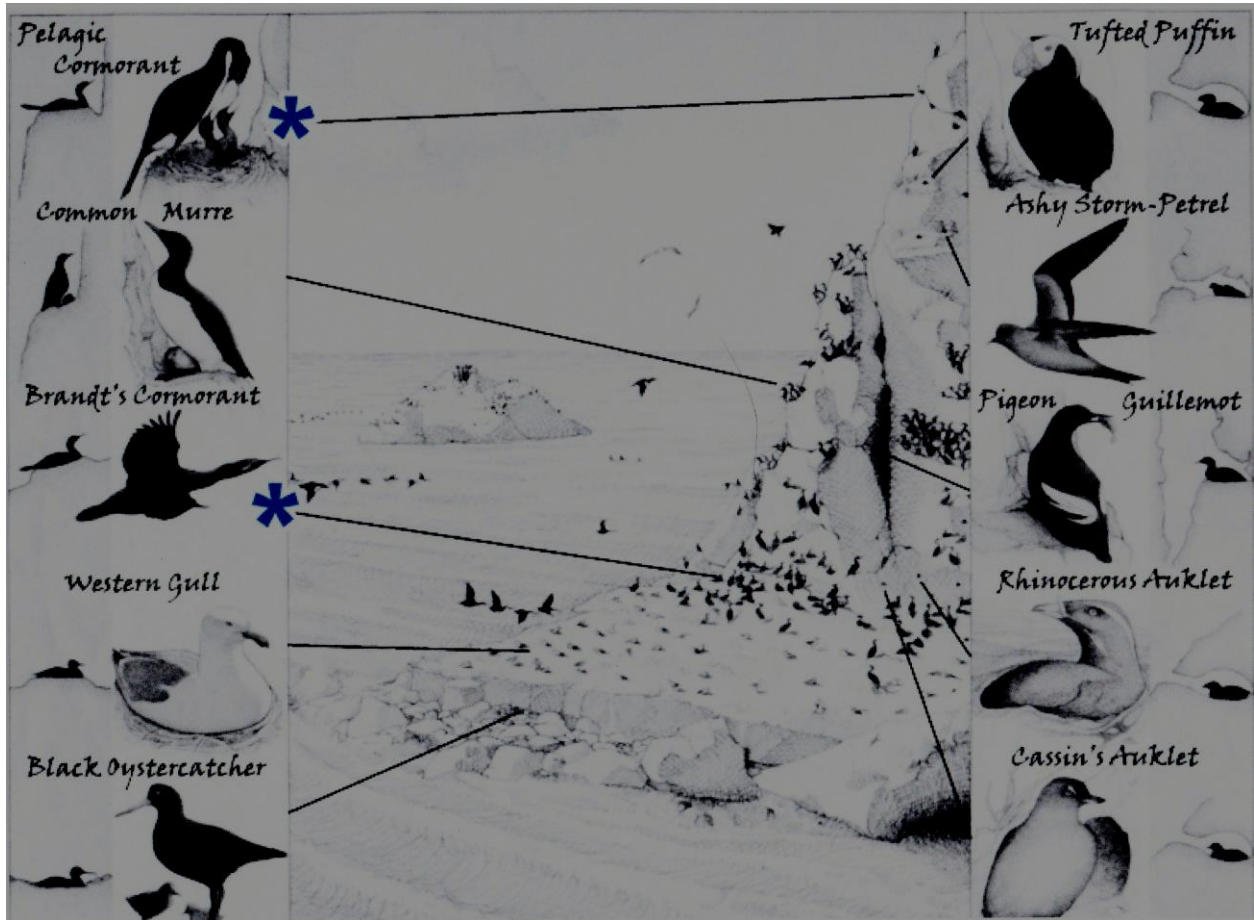 Pelagic
Cormorant
Common Murre
Brandt's Cormorant
Western Gull
Black Oystercatcher
Tufted Puffin
Ashy Storm-Petrel
Pigeon Guillemot
Rhinocerous Auklet
Cassin's Auklet